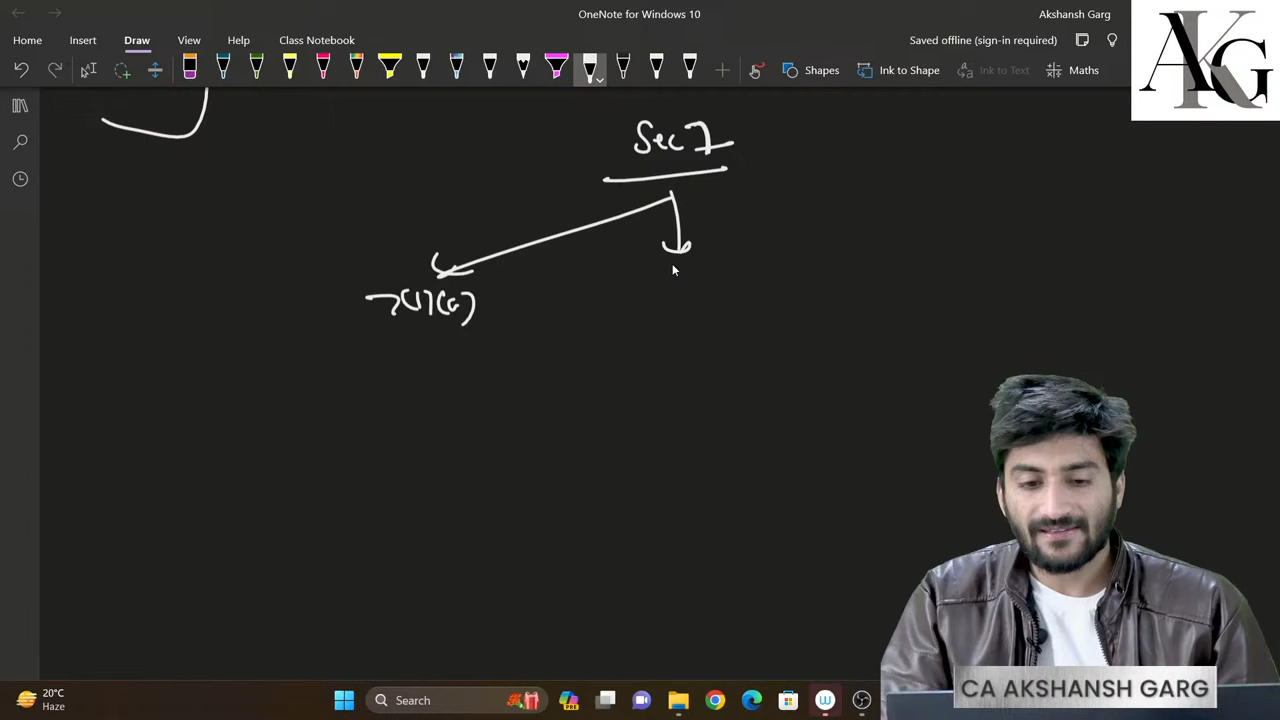 OneNote for Windows 10
Akshansh Garg
Home Insert Draw View Help Class Notebook
Saved offline (sign-in required)
Shapes Ink to Shape Ink to Text Maths
AKG
Sec 7
7(1)(a)
CA AKSHANSH GARG
20°C
Haze
Search